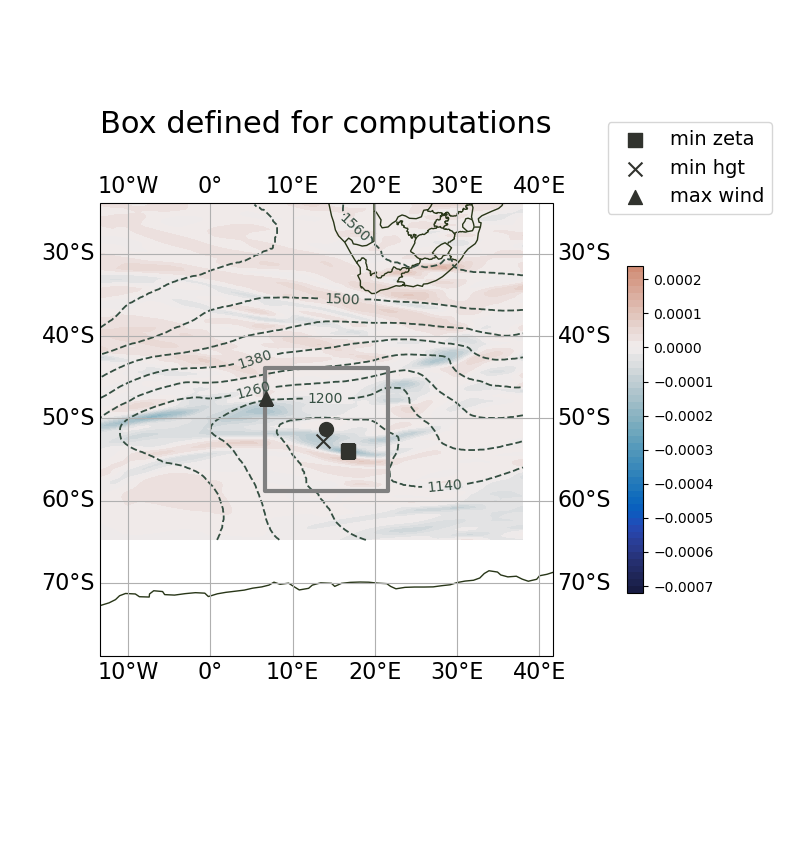 Box defined for computations
min zeta
min hgt
max wind
10°W 0° 10°E 20°E 40°E
30°S 30°S
40°S 40°S
50°S 50°S
60°S 60°S
70°S 70°S
1560
1500
1380
1260
1200
1140
10°W 0° 10°E 20°E 30°E 40°E
0.0002
0.0001
0.0000
−0.0001
−0.0002
−0.0003
−0.0004
−0.0005
−0.0006
−0.0007